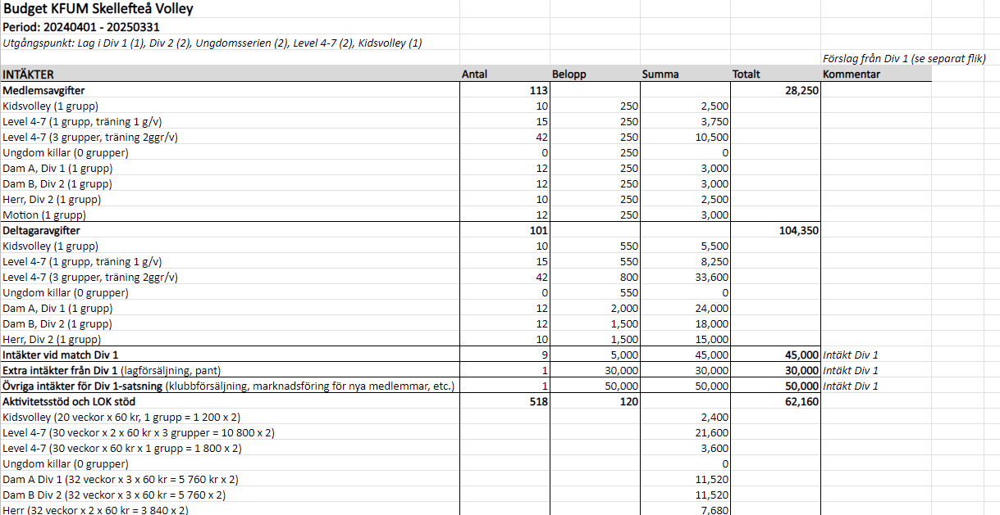 Budget KFUM Skellefteå Volley
Period: 20240401 - 20250331
Utgångspunkt: Lag i Div 1 (1), Div 2 (2), Ungdomsserien (2), Level 4-7 (2), Kidsvolley (1)
Förslag från Div 1 (se separat flik)
INTÄKTER Antal Belopp Summa Totalt Kommentar
Medlemsavgifter 113 28,250
Kidsvolley (1 grupp) 10 250 2,500
Level 4-7 (1 grupp, träning 1 g/v) 15 250 3,750
Level 4-7 (3 grupper, träning 2ggr/v) 42 250 10,500
Ungdom killar (0 grupper) 0 250 0
Dam A, Div 1 (1 grupp) 12 250 3,000
Dam B, Div 2 (1 grupp) 12 250 3,000
Herr, Div 2 (1 grupp) 10 250 2,500
Motion (1 grupp) 12 250 3,000
Deltagaravgifter 101 104,350
Kidsvolley (1 grupp) 10 550 5,500
Level 4-7 (1 grupp, träning 1 g/v) 15 550 8,250
Level 4-7 (3 grupper, träning 2ggr/v) 42 800 33,600
Ungdom killar (0 grupper) 0 550 0
Dam A, Div 1 (1 grupp) 12 2,000 24,000
Dam B, Div 2 (1 grupp) 12 1,500 18,000
Herr, Div 2 (1 grupp) 10 1,500 15,000
Intäkter vid match Div 1 9 5,000 45,000 45,000 Intäkt Div 1
Extra intäkter från Div 1 (lagförsäljning, pant) 1 30,000 30,000 30,000 Intäkt Div 1
Övriga intäkter för Div 1-satsning (klubbförsäljning, marknadsföring för nya medlemmar, etc.) 1 50,000 50,000 50,000 Intäkt Div 1
Aktivitetsstöd och LOK stöd 518 120 62,160
Kidsvolley (20 veckor x 60 kr, 1 grupp = 1 200 x 2) 2,400
Level 4-7 (30 veckor x 2 x 60 kr x 3 grupper = 10 800 x 2) 21,600
Level 4-7 (30 veckor x 60 kr x 1 grupp = 1 800 x 2) 3,600
Ungdom killar (0 grupper) 0
Dam A Div 1 (32 veckor x 3 x 60 kr = 5 760 kr x 2) 11,520
Dam B Div 2 (32 veckor x 3 x 60 kr = 5 760 x 2) 11,520
Herr (32 veckor x 2 x 60 kr = 3 840 x 2) 7,680